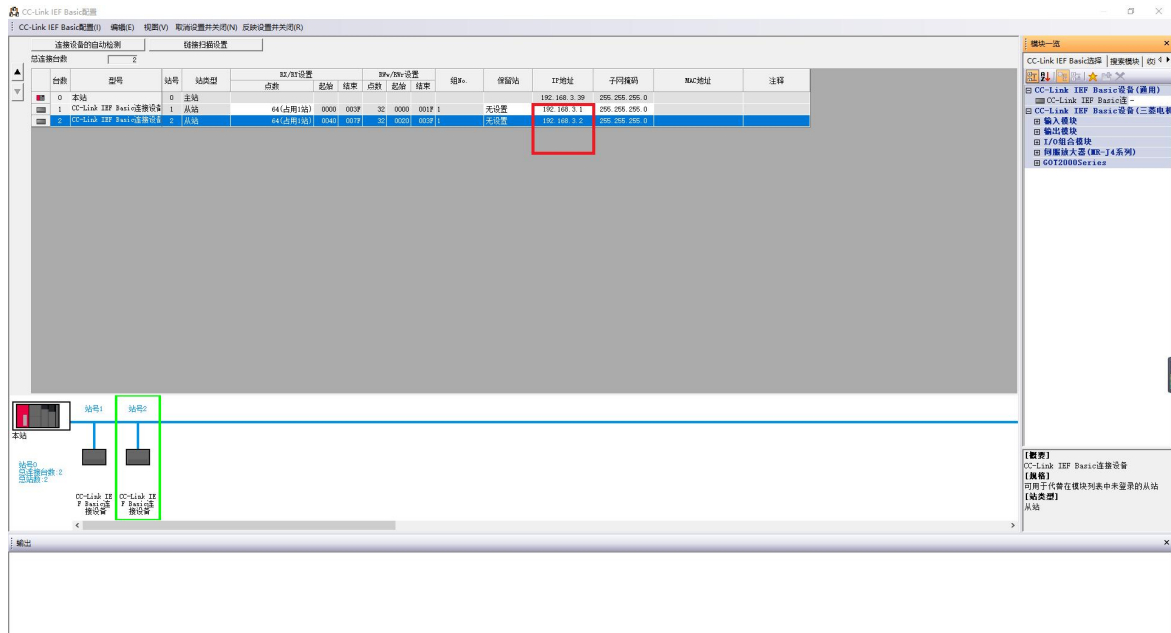 CC-Link IEF Basic配置
CC-Link IEF Basic配置(I) 编辑(E) 视图(V) 取消设置并关闭(N) 反映设置并关闭(R)
连接设备的自动检测 链接扫描设置
总连接台数 2
台数 型号 站号 站类型 RX/RY设置 RWw/RWr设置 组No. 保留站 IP地址 子网掩码 MAC地址 注释
点数 起始 结束 点数 起始 结束
0 本站 0 主站 192.168.3.39 255.255.255.0
1 CC-Link IEF Basic连接设备 1 从站 64(占用1站) 0000 003F 32 0000 001F 1 无设置 192.168.3.1 255.255.255.0
2 CC-Link IEF Basic连接设备 2 从站 64(占用1站) 0040 007F 32 0020 003F 1 无设置 192.168.3.2 255.255.255.0
站号1 站号2
本站
站号0
总连接台数:2
总站数:2
CC-Link IE
F Basic连
接设备
CC-Link IE
F Basic连
接设备
输出
模块一览
CC-Link IEF Basic选择 搜索模块
CC-Link IEF Basic设备(通用)
CC-Link IEF Basic连
CC-Link IEF Basic设备(三菱电机
输入模块
输出模块
I/O组合模块
伺服放大器(MR-J4系列)
GOT2000Series
[概要]
CC-Link IEF Basic连接设备
[规格]
可用于代替在模块列表中未登录的从站
[站类型]
从站